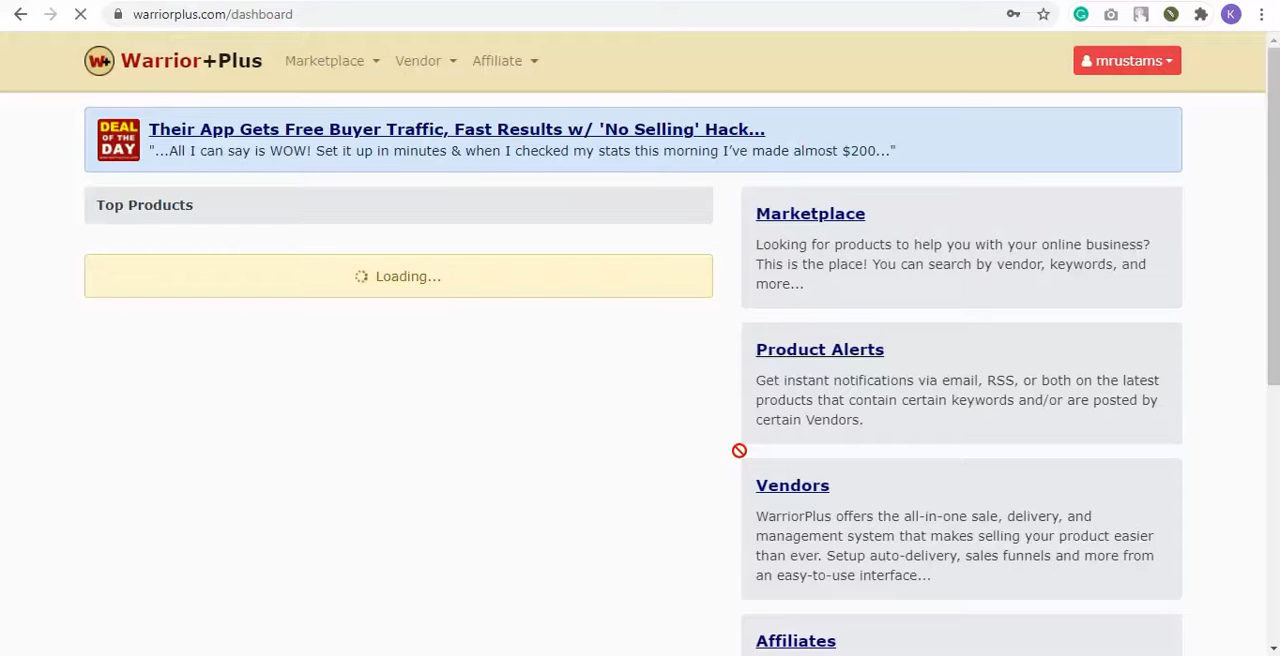 warriorplus.com/dashboard
K
W+ Warrior+Plus
Marketplace
Vendor
Affiliate
mrustams
DEAL OF THE DAY
Their App Gets Free Buyer Traffic, Fast Results w/ 'No Selling' Hack...
"...All I can say is WOW! Set it up in minutes & when I checked my stats this morning I've made almost $200..."
Top Products
Loading...
Marketplace
Looking for products to help you with your online business?
This is the place! You can search by vendor, keywords, and
more...
Product Alerts
Get instant notifications via email, RSS, or both on the latest
products that contain certain keywords and/or are posted by
certain Vendors.
Vendors
WarriorPlus offers the all-in-one sale, delivery, and
management system that makes selling your product easier
than ever. Setup auto-delivery, sales funnels and more from
an easy-to-use interface...
Affiliates